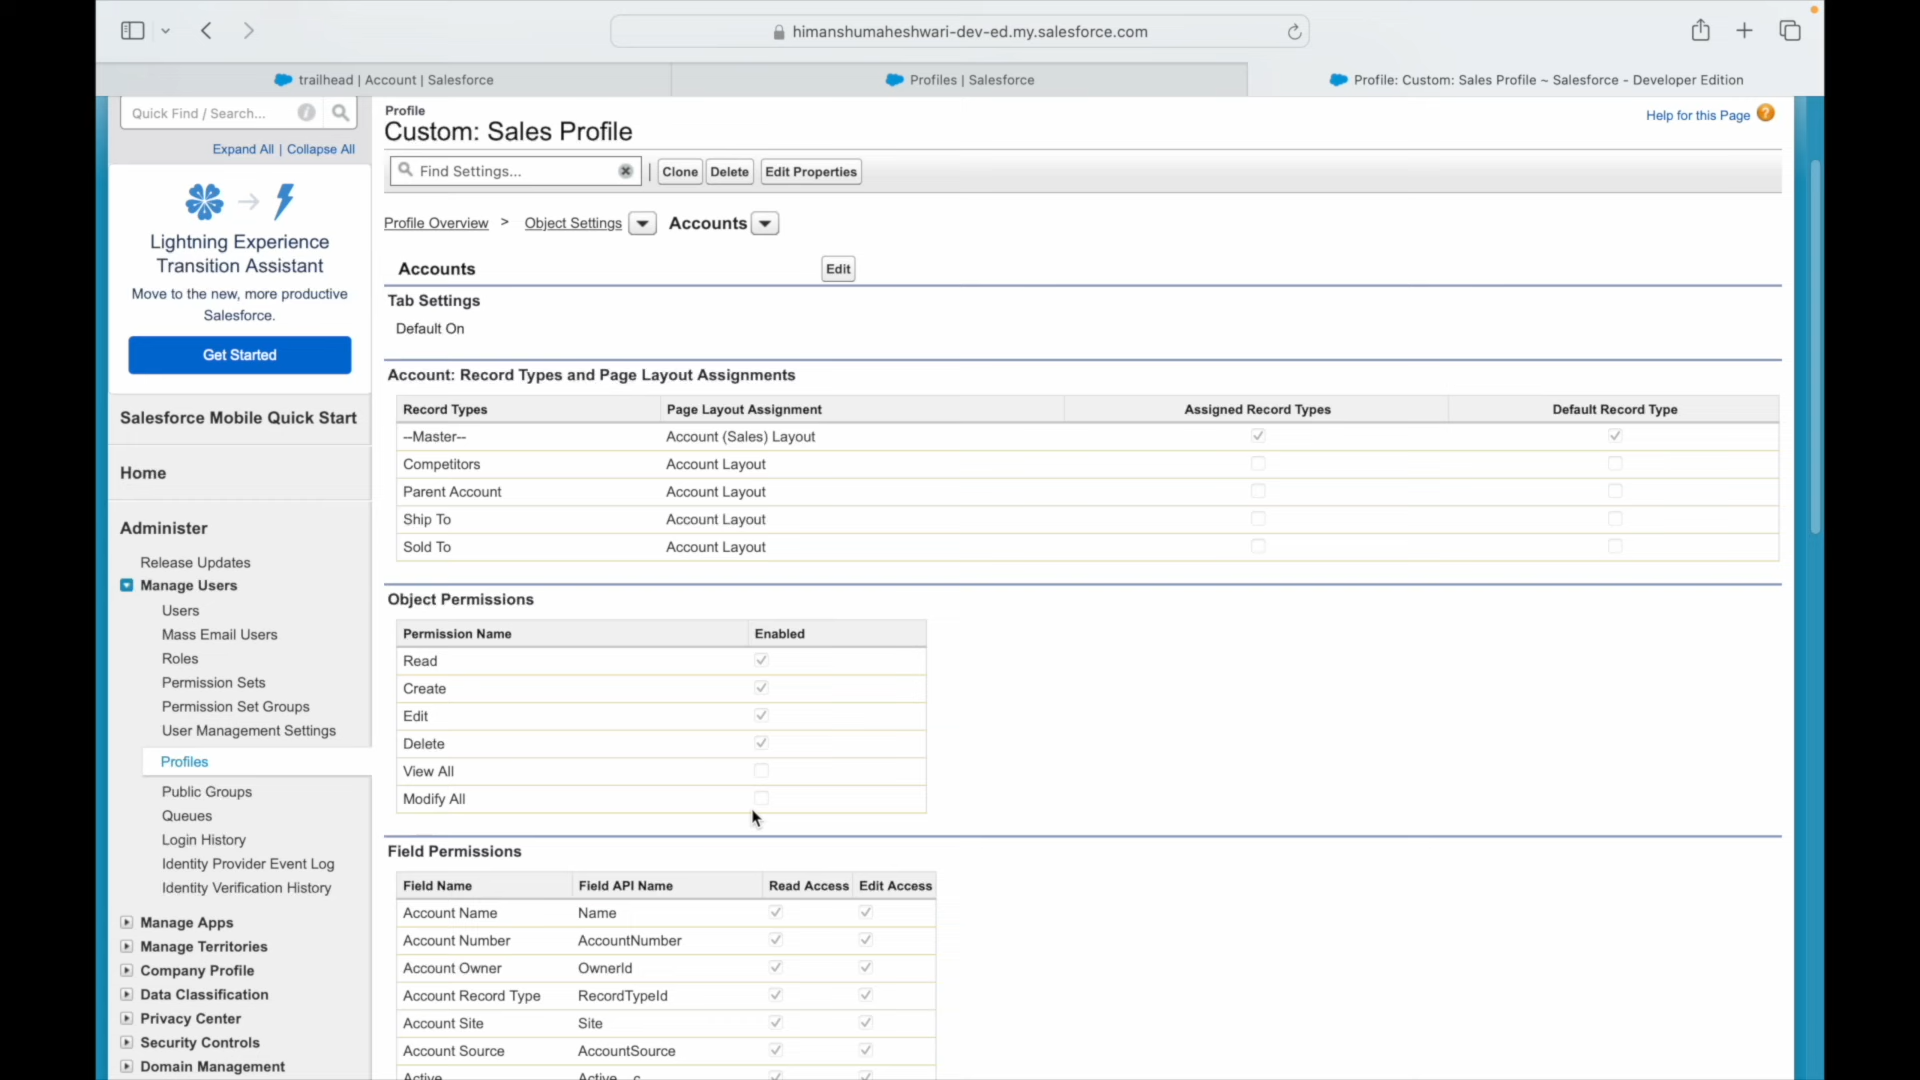 himanshumaheshwari-dev-ed.my.salesforce.com
trailhead | Account | Salesforce
Profiles | Salesforce
Profile: Custom: Sales Profile ~ Salesforce - Developer Edition
Quick Find / Search...
Expand All | Collapse All
Lightning Experience
Transition Assistant
Move to the new, more productive
Salesforce.
Get Started
Salesforce Mobile Quick Start
Home
Administer
Release Updates
Manage Users
Users
Mass Email Users
Roles
Permission Sets
Permission Set Groups
User Management Settings
Profiles
Public Groups
Queues
Login History
Identity Provider Event Log
Identity Verification History
Manage Apps
Manage Territories
Company Profile
Data Classification
Privacy Center
Security Controls
Domain Management
Profile
Custom: Sales Profile
Help for this Page
Find Settings... | Clone Delete Edit Properties
Profile Overview > Object Settings Accounts
Accounts Edit
Tab Settings
Default On
Account: Record Types and Page Layout Assignments
Record Types Page Layout Assignment Assigned Record Types Default Record Type
--Master-- Account (Sales) Layout
Competitors Account Layout
Parent Account Account Layout
Ship To Account Layout
Sold To Account Layout
Object Permissions
Permission Name Enabled
Read
Create
Edit
Delete
View All
Modify All
Field Permissions
Field Name Field API Name Read Access Edit Access
Account Name Name
Account Number AccountNumber
Account Owner OwnerId
Account Record Type RecordTypeId
Account Site Site
Account Source AccountSource
Active Active__c